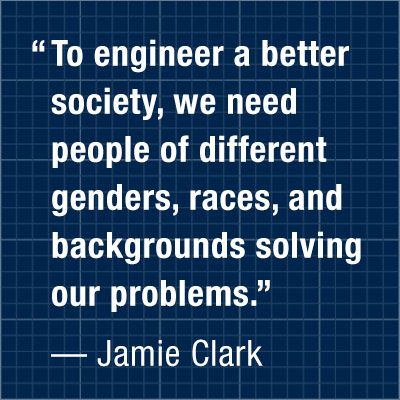 “To engineer a better
society, we need
people of different
genders, races, and
backgrounds solving
our problems.”
— Jamie Clark